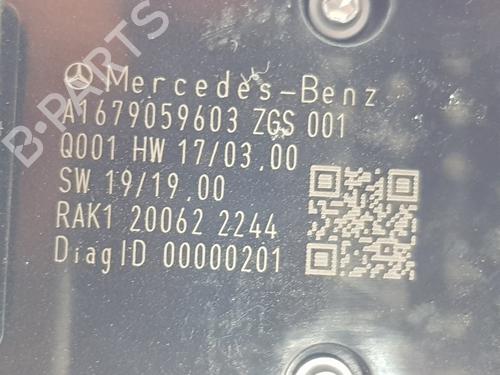 Mercedes-Benz
A1679059603 ZGS 001
Q001 HW 17/03,00
SW 19/19,00
RAK1 20062 2244
DiagID 00000201
B-PARTS